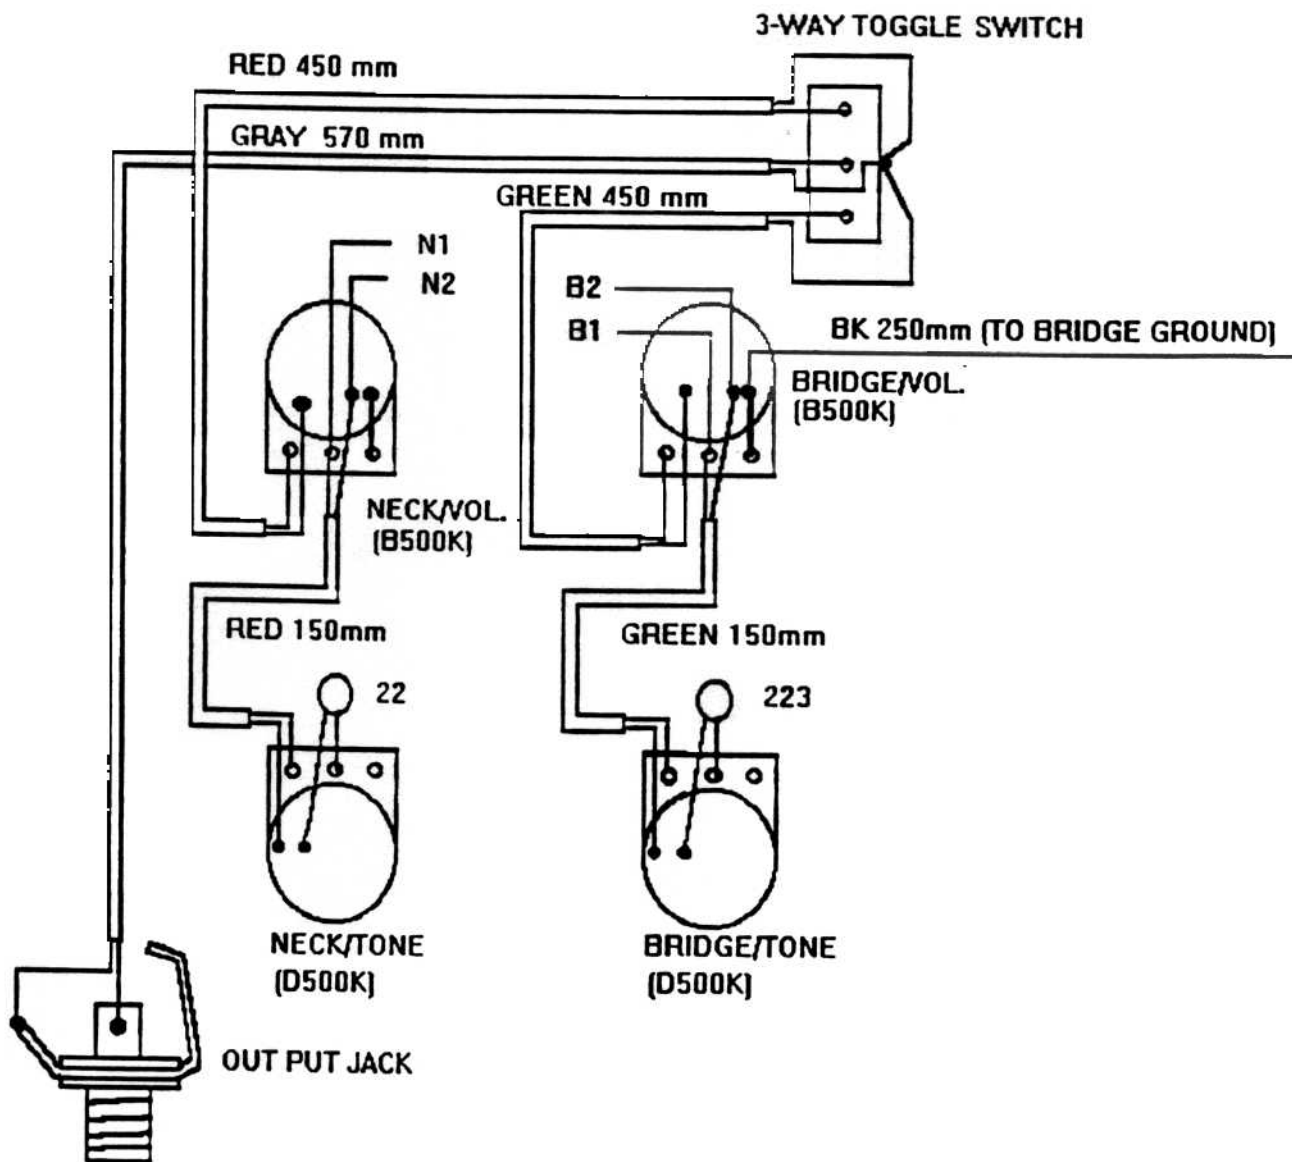 3-WAY TOGGLE SWITCH
RED 450 mm
GRAY 570 mm
GREEN 450 mm
N1
N2
B2
B1
BK 250mm (TO BRIDGE GROUND)
BRIDGE/VOL.
(B500K)
NECK/VOL.
(B500K)
RED 150mm
GREEN 150mm
22
223
NECK/TONE
(D500K)
BRIDGE/TONE
(D500K)
OUT PUT JACK